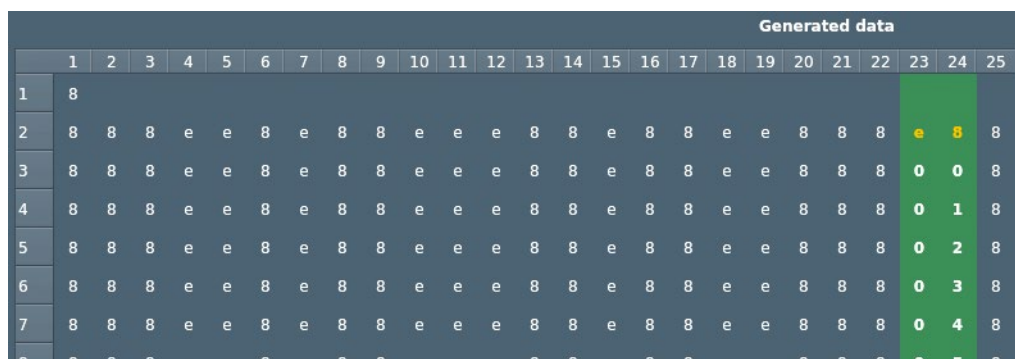 Generated data
1 2 3 4 5 6 7 8 9 10 11 12 13 14 15 16 17 18 19 20 21 22 23 24 25
1 8
2 8 8 8 e e 8 e 8 8 e e e 8 8 e 8 8 e e 8 8 8 e 8 8
3 8 8 8 e e 8 e 8 8 e e e 8 8 e 8 8 e e 8 8 8 0 0 8
4 8 8 8 e e 8 e 8 8 e e e 8 8 e 8 8 e e 8 8 8 0 1 8
5 8 8 8 e e 8 e 8 8 e e e 8 8 e 8 8 e e 8 8 8 0 2 8
6 8 8 8 e e 8 e 8 8 e e e 8 8 e 8 8 e e 8 8 8 0 3 8
7 8 8 8 e e 8 e 8 8 e e e 8 8 e 8 8 e e 8 8 8 0 4 8